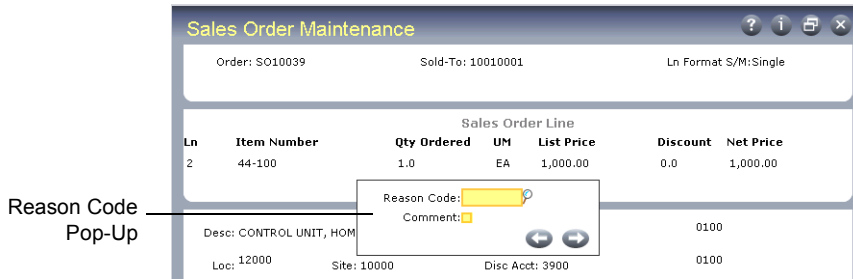 Sales Order Maintenance
Order: SO10039 Sold-To: 10010001 Ln Format S/M:Single
Sales Order Line
Ln Item Number Qty Ordered UM List Price Discount Net Price
2 44-100 1.0 EA 1,000.00 0.0 1,000.00
Reason Code
Pop-Up
Reason Code:
Comment:
Desc: CONTROL UNIT, HOM 0100
Loc: 12000 Site: 10000 Disc Acct: 3900 0100